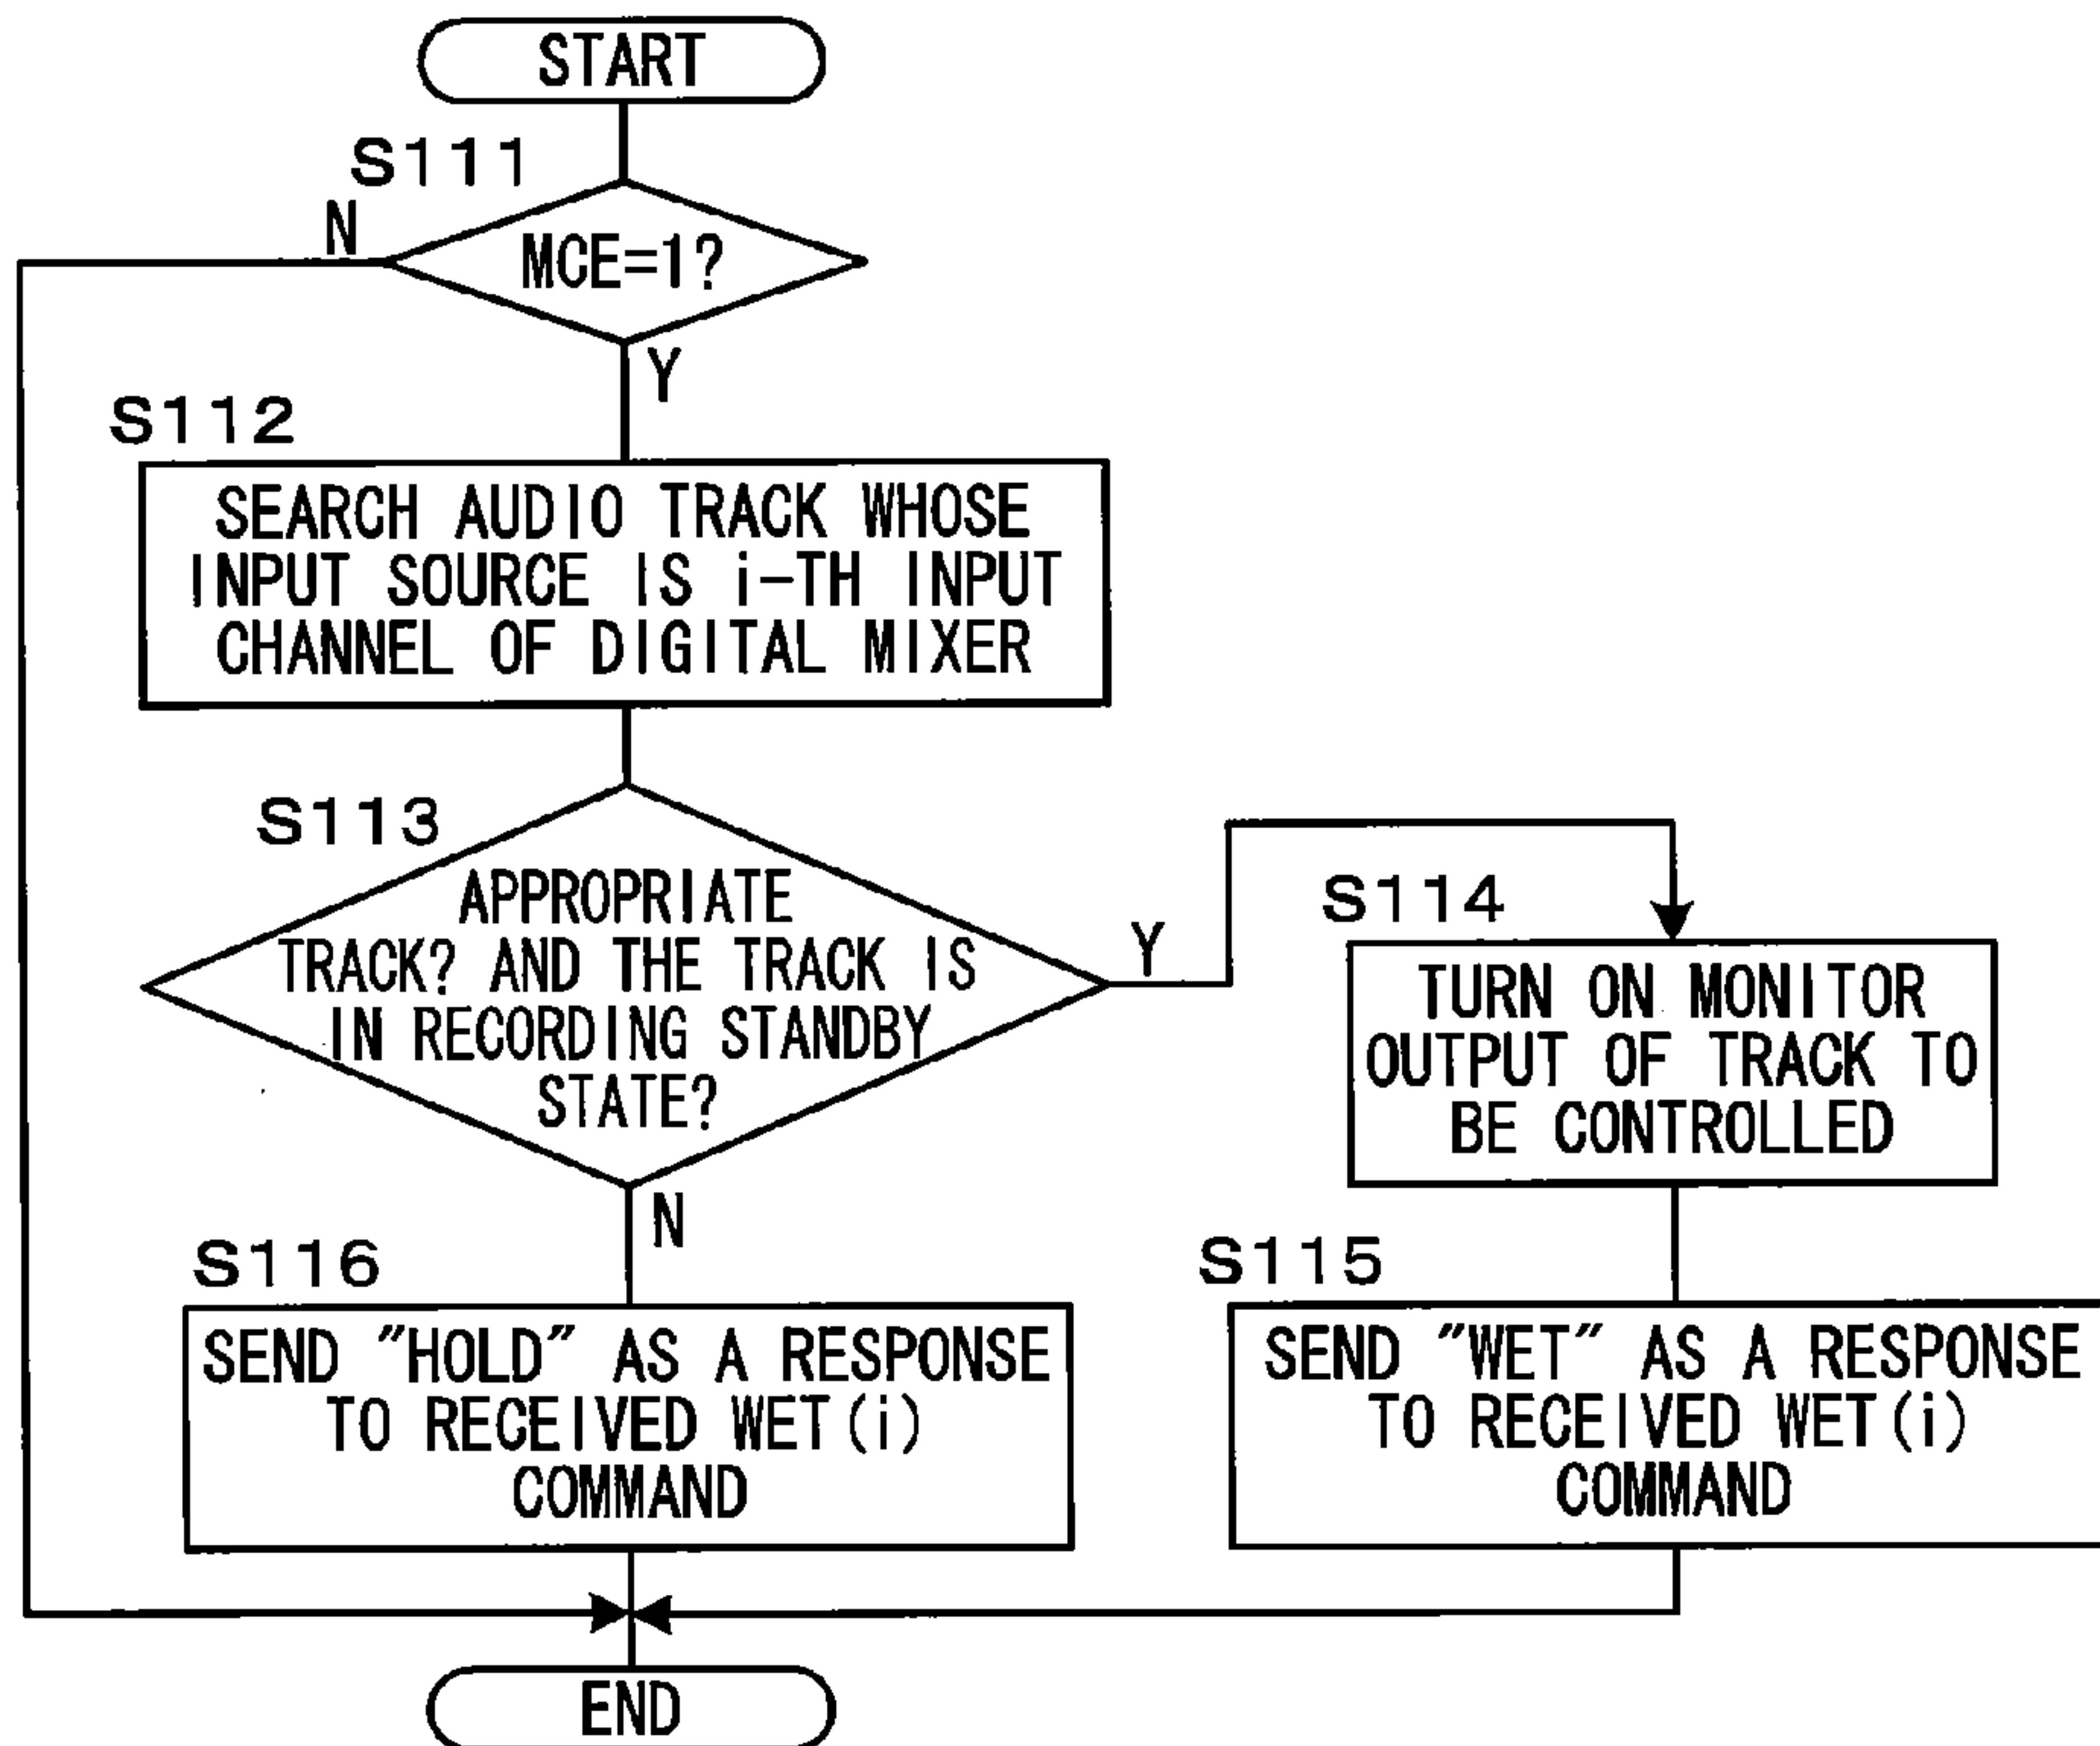 START
S111
N
MCE=1?
Y
S112
SEARCH AUDIO TRACK WHOSE
INPUT SOURCE IS i-TH INPUT
CHANNEL OF DIGITAL MIXER
S113
APPROPRIATE
TRACK? AND THE TRACK IS
IN RECORDING STANDBY
STATE?
Y
N
S114
TURN ON MONITOR
OUTPUT OF TRACK TO
BE CONTROLLED
S116
SEND "HOLD" AS A RESPONSE
TO RECEIVED WET(i)
COMMAND
S115
SEND "WET" AS A RESPONSE
TO RECEIVED WET(i)
COMMAND
END